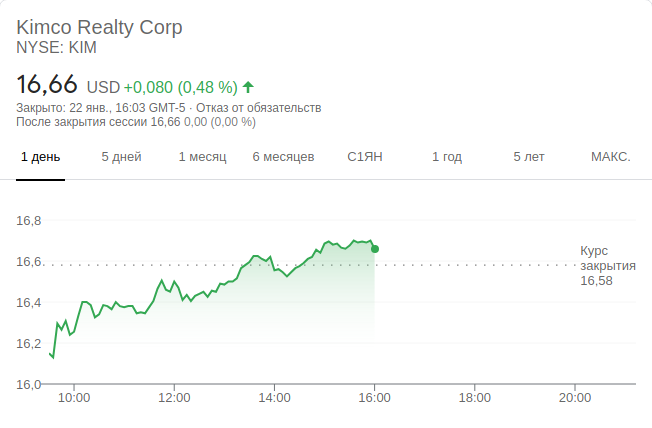 Kimco Realty Corp
NYSE: KIM
16,66 USD +0,080 (0,48 %)
Закрыто: 22 янв., 16:03 GMT-5 · Отказ от обязательств
После закрытия сессии 16,66 0,00 (0,00 %)
1 день 5 дней 1 месяц 6 месяцев С1ЯН 1 год 5 лет МАКС.
16,8
16,6
16,4
16,2
16,0
Курс
закрытия
16,58
10:00 12:00 14:00 16:00 18:00 20:00